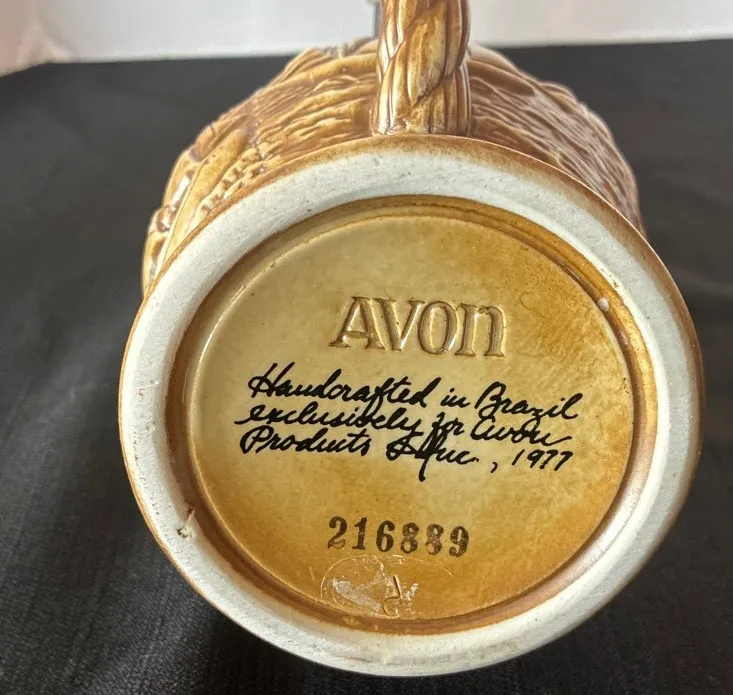 AVON
Handcrafted in Brazil
exclusively for Avon
Products Inc., 1977
216889